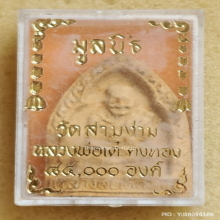 มูลนิธิ
วัดสามง่าม
หลวงพ่อเต๋ คงทอง
๘๔,๐๐๐ องค์